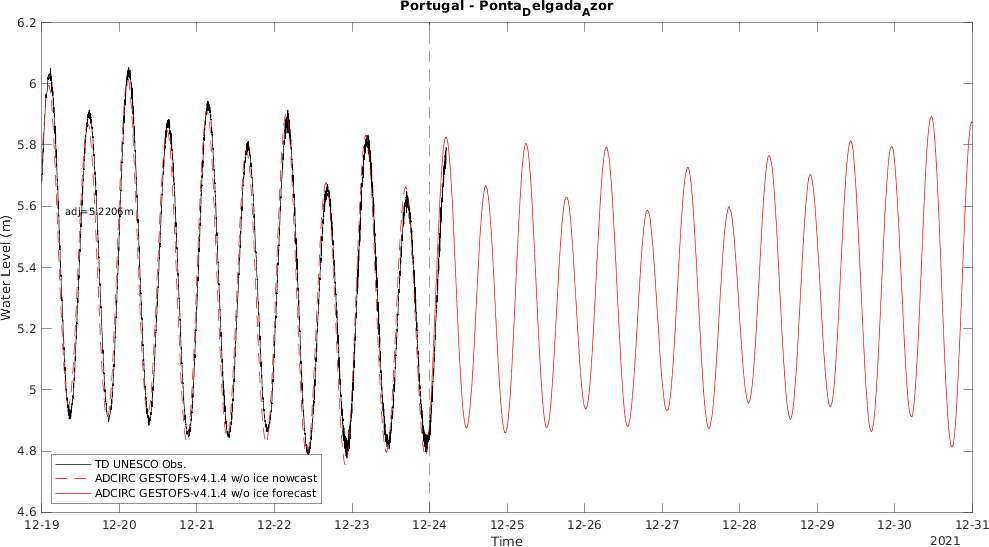 Portugal - PontaDelgadaAzor
6.2
6
5.8
5.6
5.4
5.2
5
4.8
4.6
Water Level (m)
adj=5.2206m
TD UNESCO Obs.
ADCIRC GESTOFS-v4.1.4 w/o ice nowcast
ADCIRC GESTOFS-v4.1.4 w/o ice forecast
12-19 12-20 12-21 12-22 12-23 12-24 12-25 12-26 12-27 12-28 12-29 12-30 12-31
Time
2021